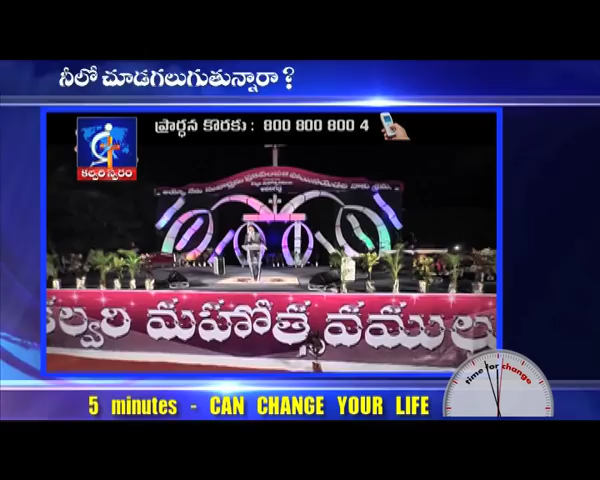 నీలో చూడగలుగుతున్నారా ?
ప్రార్ధన కొరకు : 800 800 800 4
కల్వరి స్వరం
కల్వరి మహోత్సవములు
5 minutes - CAN CHANGE YOUR LIFE
time for change